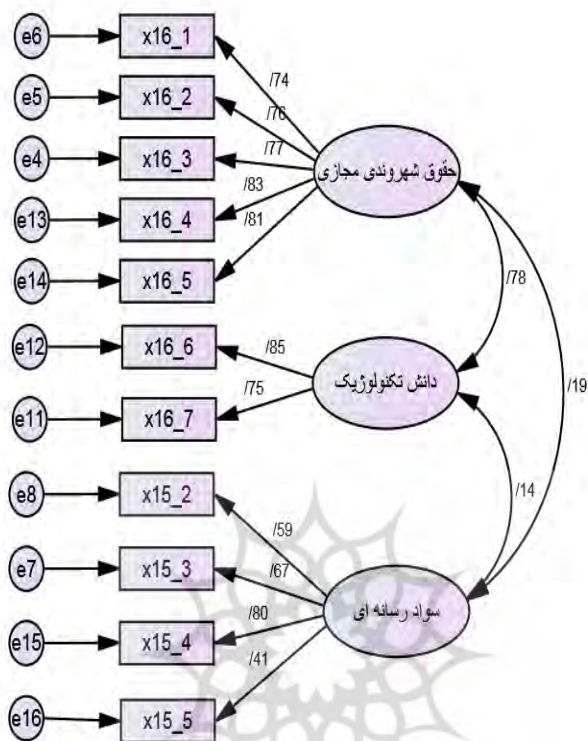 e6
x16_1
/74
e5
x16_2
/76
e4
x16_3
/77
حقوق شهروندی مجازی
e13
x16_4
/83
e14
x16_5
/81
/78
e12
x16_6
/85
دانش تکنولوژیک
/19
e11
x16_7
/75
e8
x15_2
/59
/14
e7
x15_3
/67
سواد رسانه ای
e15
x15_4
/80
e16
x15_5
/41